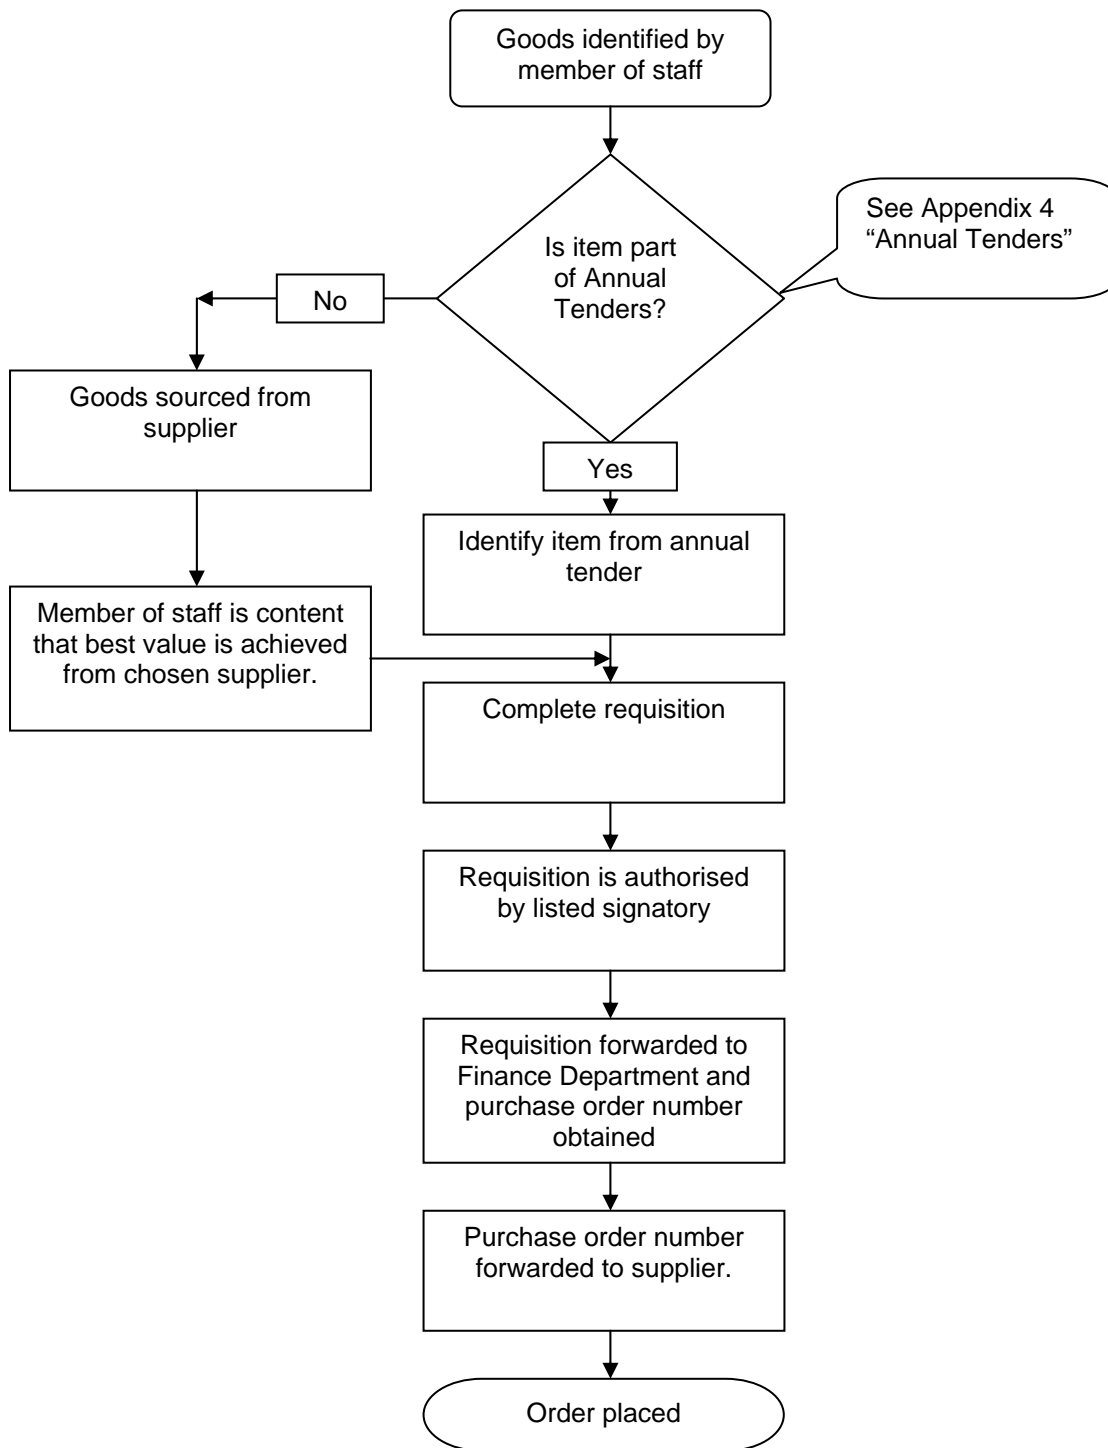 Goods identified by
member of staff
See Appendix 4
“Annual Tenders”
Is item part
of Annual
Tenders?
No
Goods sourced from
supplier
Yes
Identify item from annual
tender
Member of staff is content
that best value is achieved
from chosen supplier.
Complete requisition
Requisition is authorised
by listed signatory
Requisition forwarded to
Finance Department and
purchase order number
obtained
Purchase order number
forwarded to supplier.
Order placed